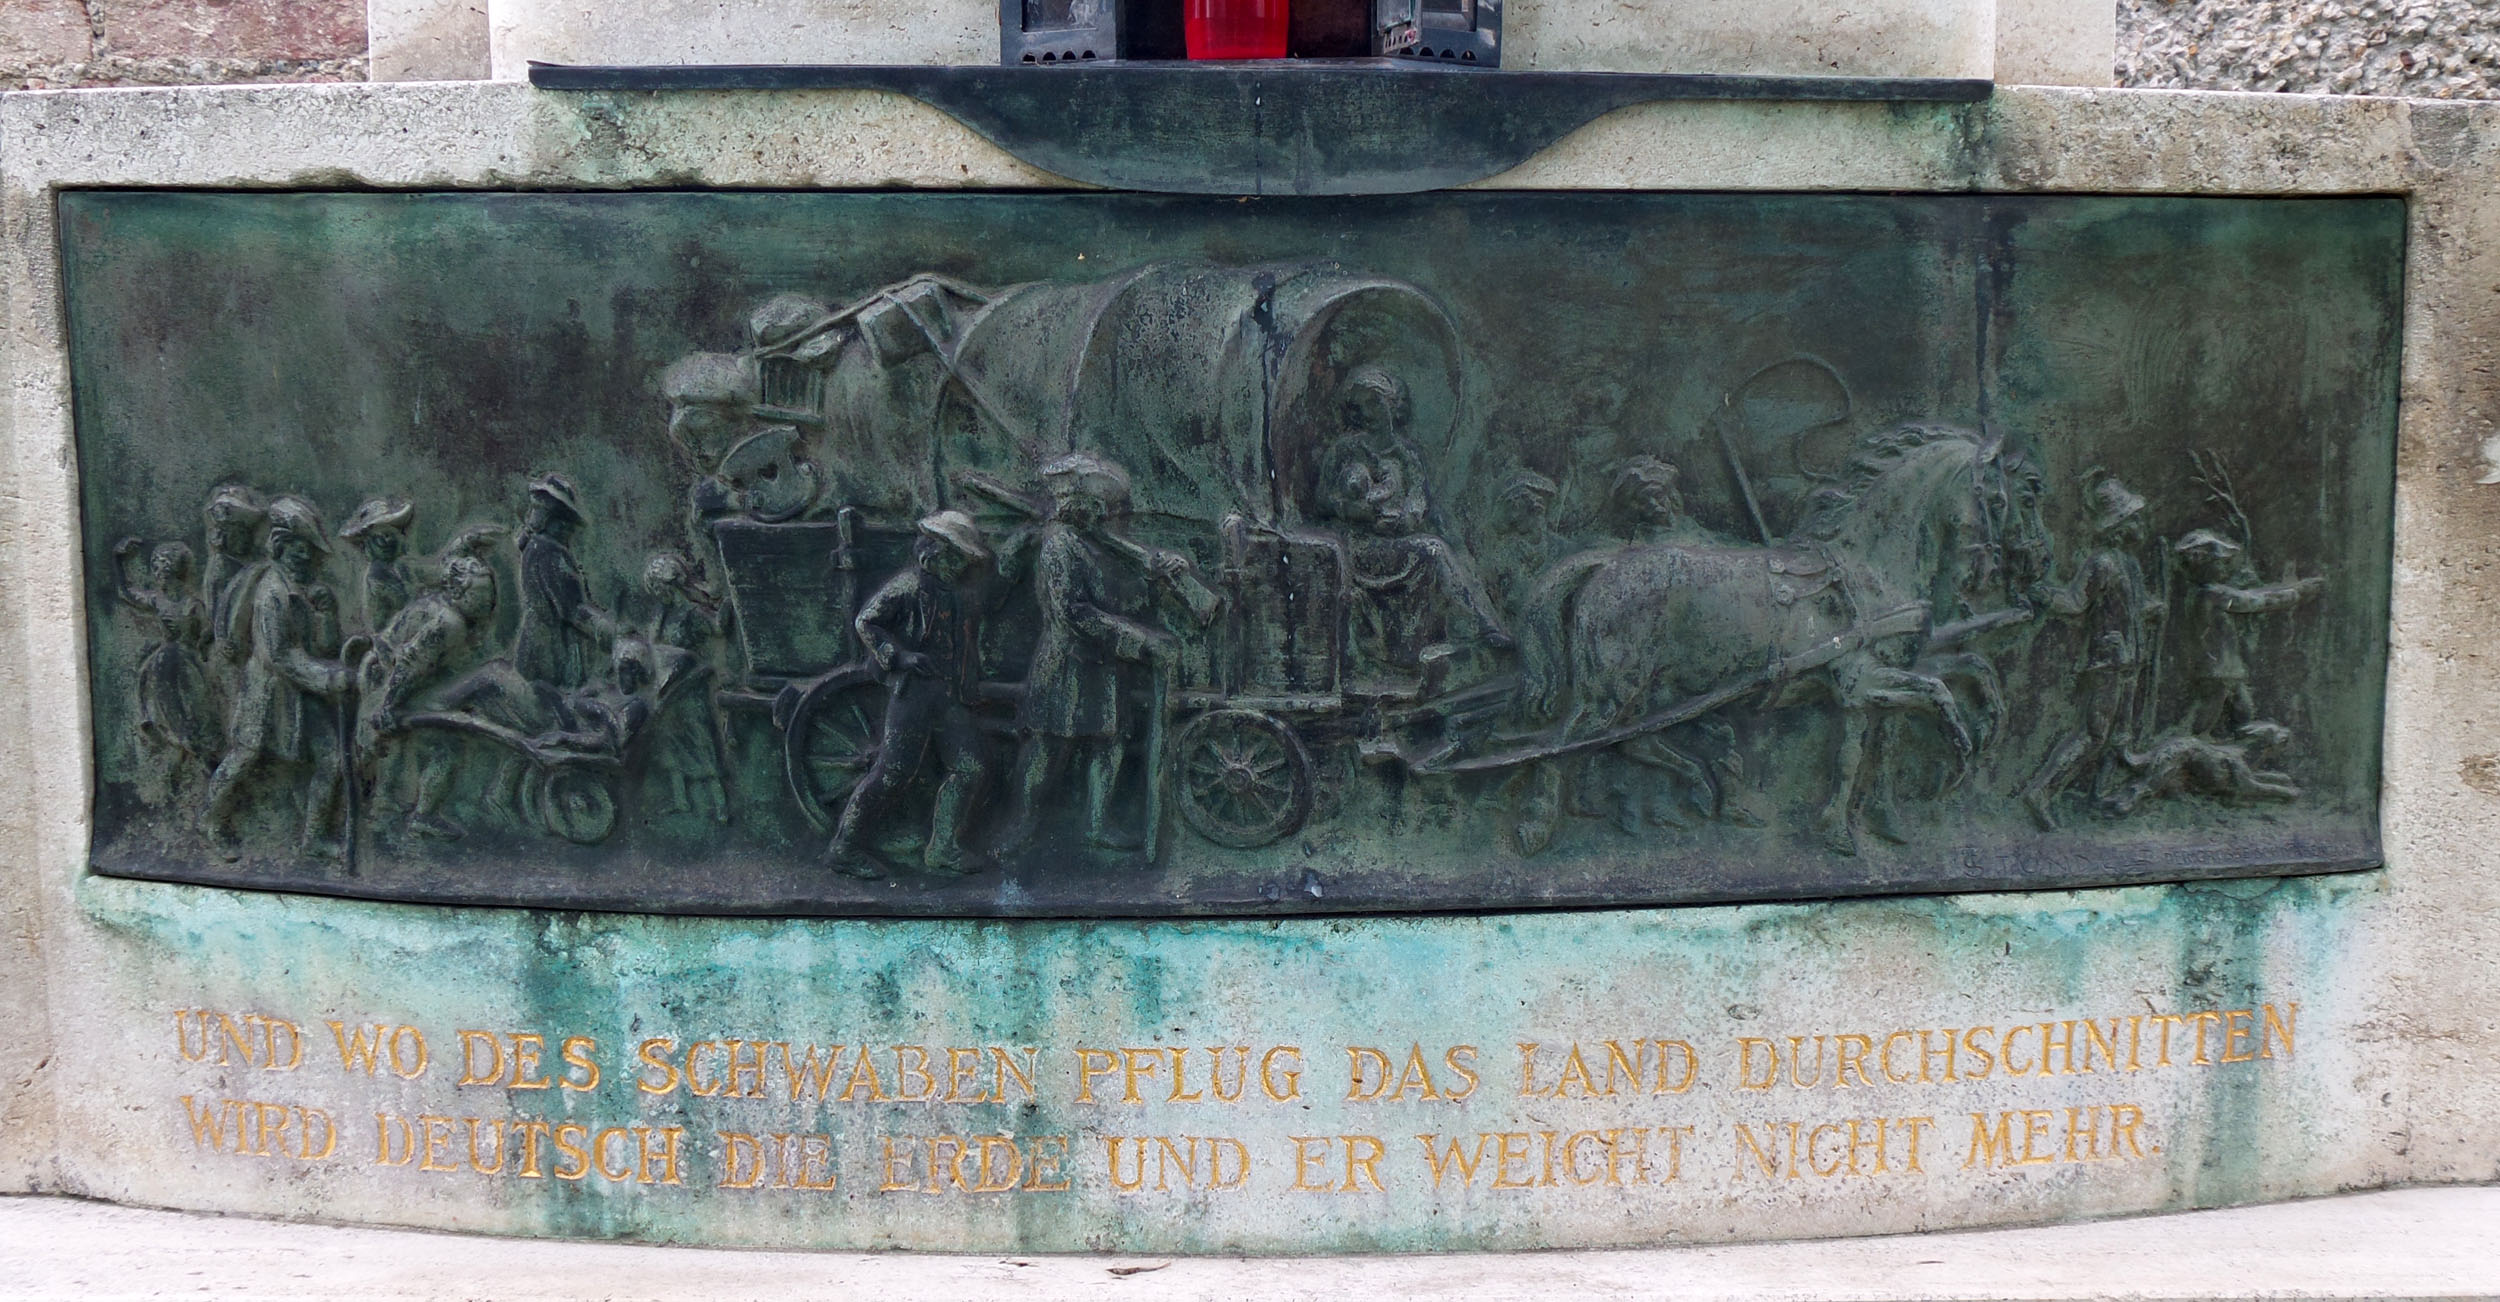 UND WO DES SCHWABEN PFLUG DAS LAND DURCHSCHNITTEN
WIRD DEUTSCH DIE ERDE UND ER WEICHT NICHT MEHR.